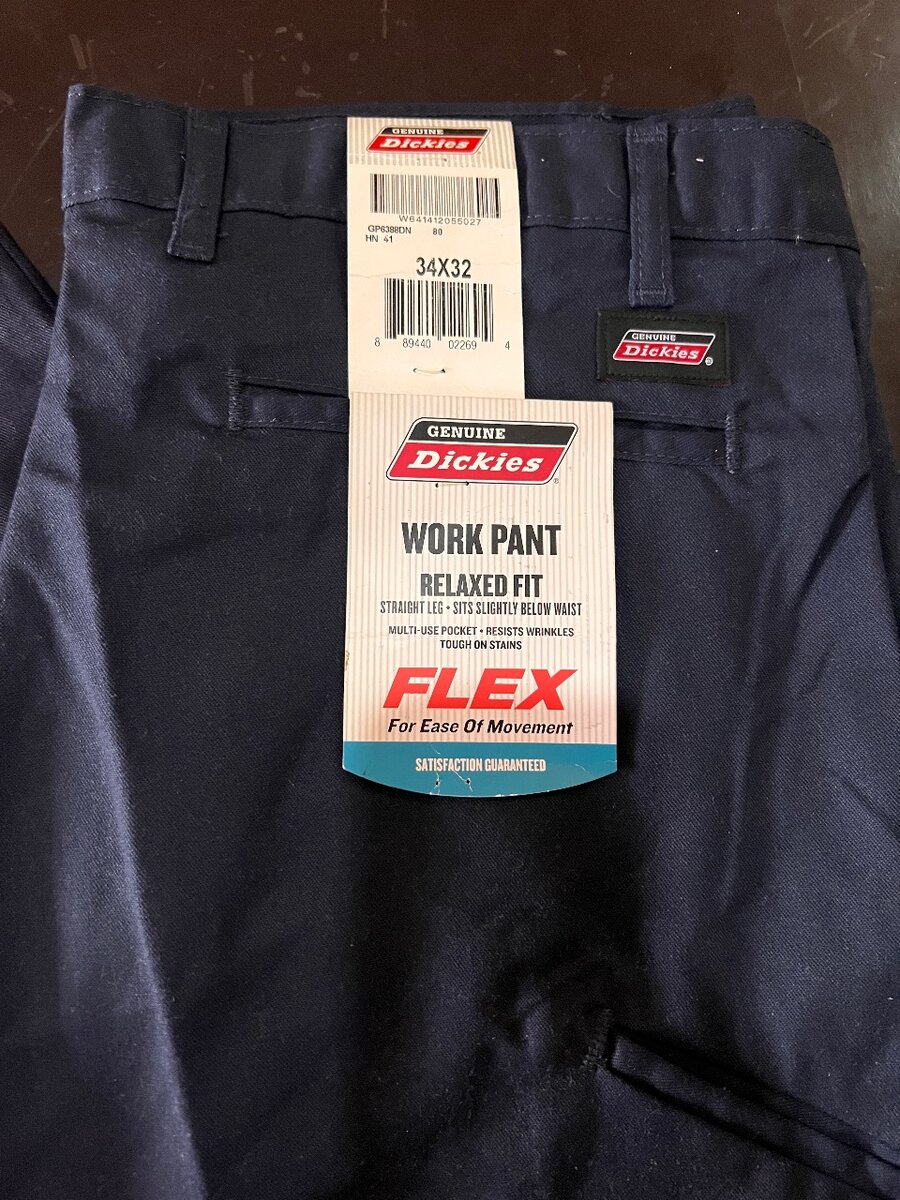 GENUINE
Dickies
W641412055027
GP6388DN 80
HN 41
34X32
8 89440 02269 4
GENUINE
Dickies®
GENUINE
Dickies®
WORK PANT
RELAXED FIT
STRAIGHT LEG • SITS SLIGHTLY BELOW WAIST
MULTI-USE POCKET • RESISTS WRINKLES
TOUGH ON STAINS
FLEX
For Ease Of Movement
SATISFACTION GUARANTEED